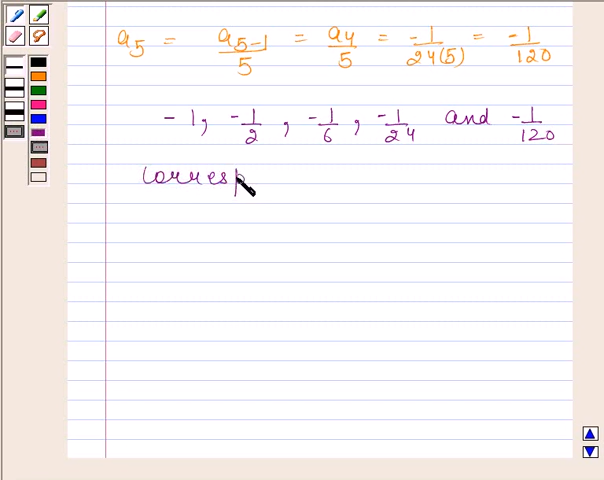 a5 = a5-1/5 = a4/5 = -1/24(5) = -1/120
-1, -1/2, -1/6, -1/24 and -1/120
corresp